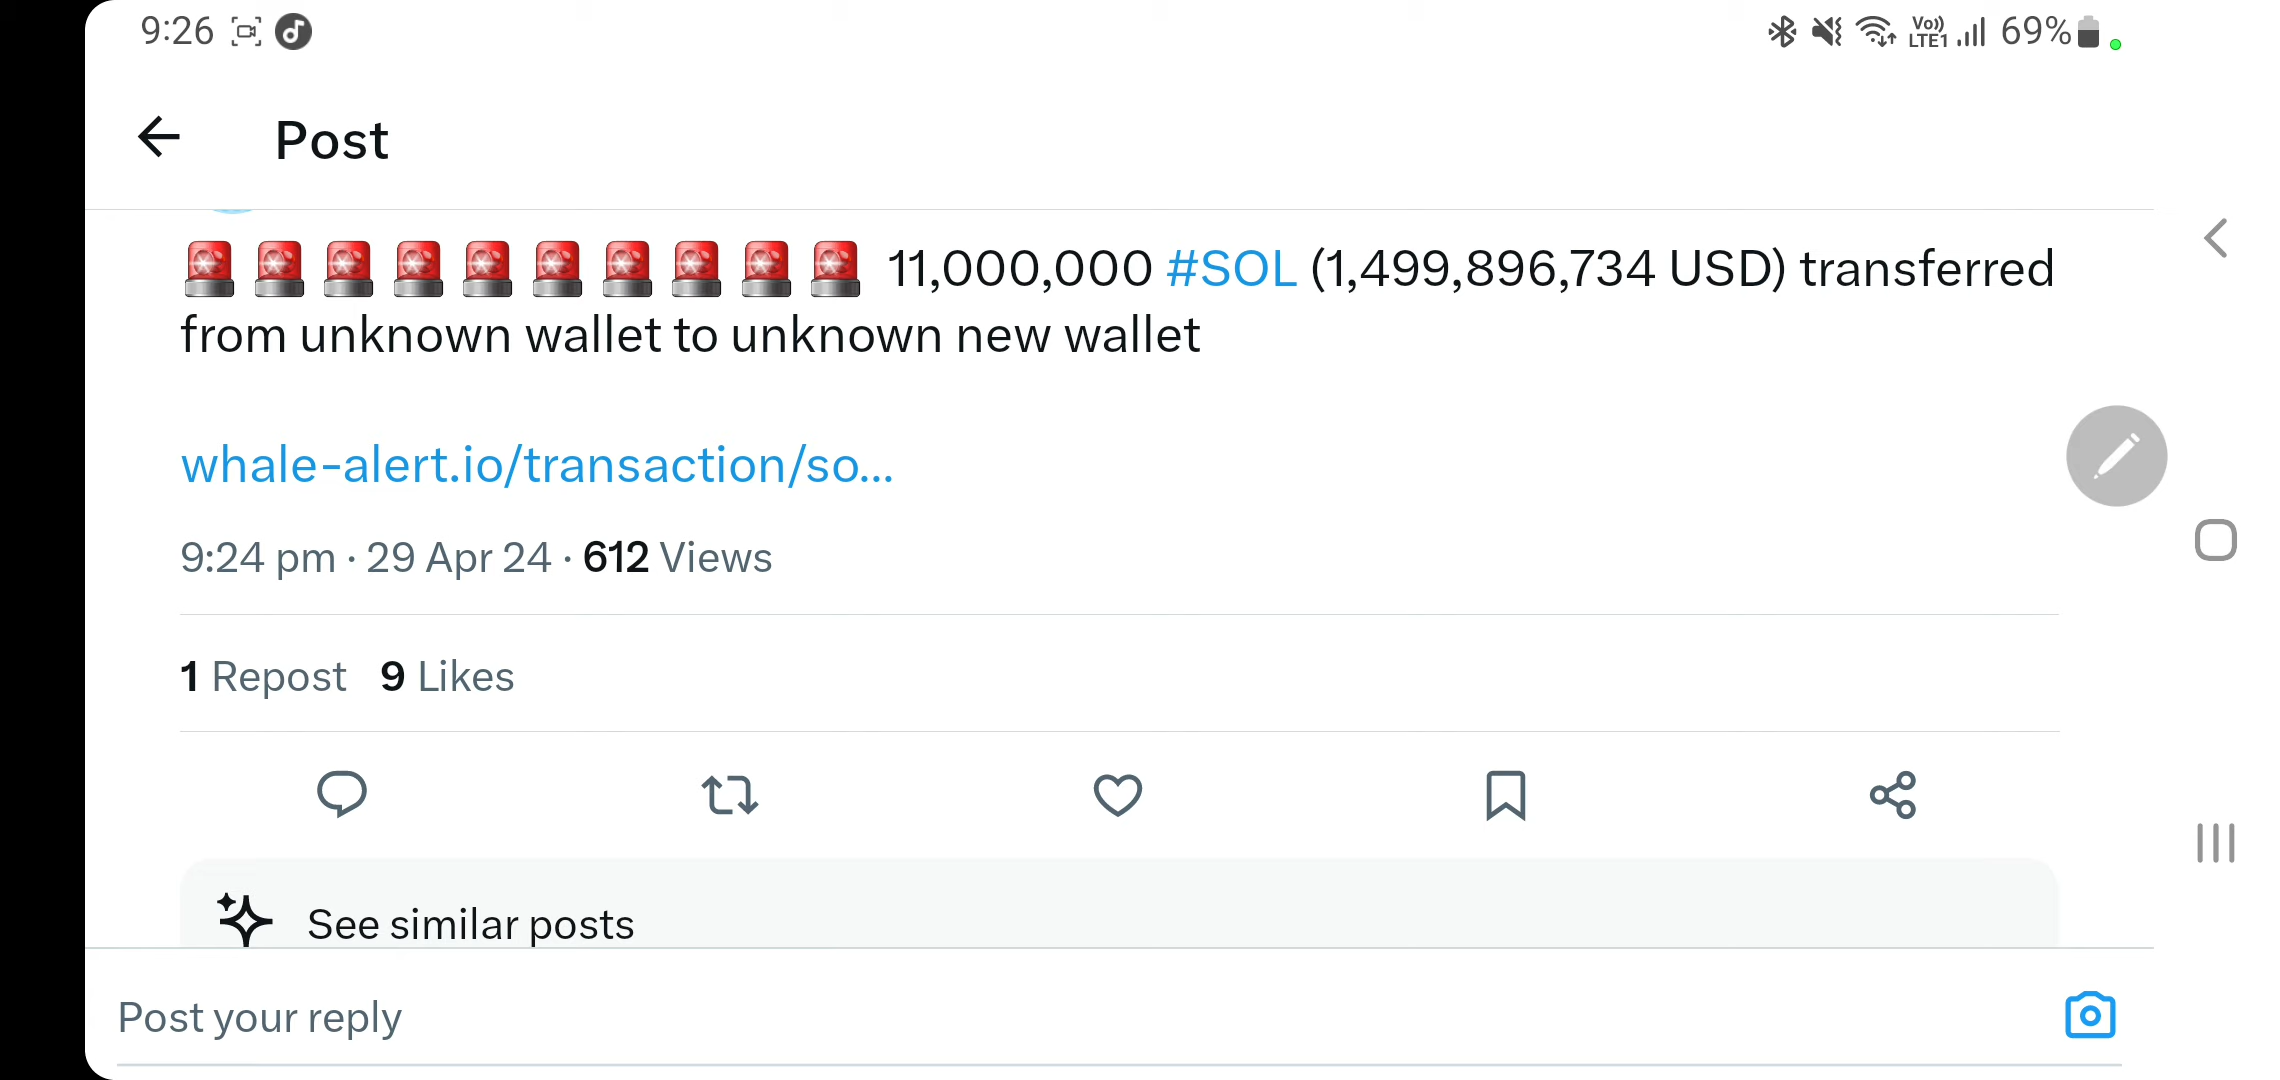 9:26 Vo)) LTE1 69%
Post
🚨🚨🚨🚨🚨🚨🚨🚨🚨🚨 11,000,000 #SOL (1,499,896,734 USD) transferred
from unknown wallet to unknown new wallet
whale-alert.io/transaction/so...
9:24 pm · 29 Apr 24 · 612 Views
1 Repost 9 Likes
See similar posts
Post your reply